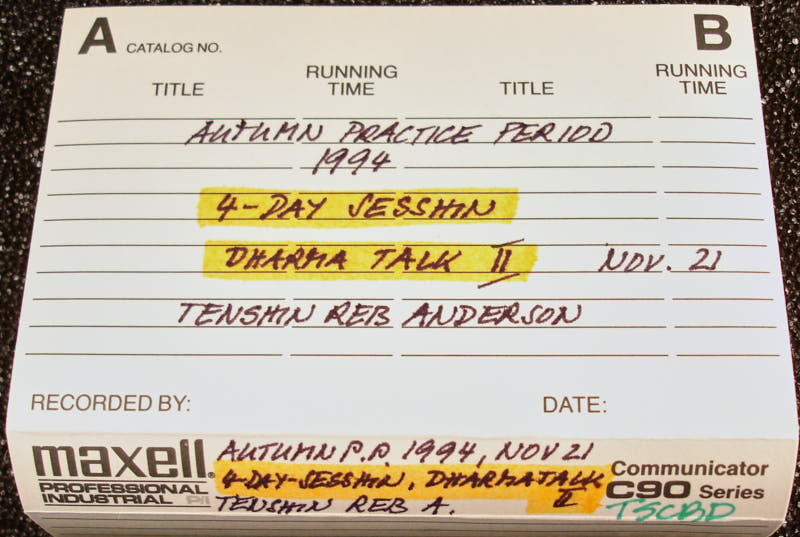 A CATALOG NO. B
TITLE RUNNING TIME TITLE RUNNING TIME
AUTUMN PRACTICE PERIOD
1994
4-DAY SESSHIN
DHARMA TALK II NOV. 21
TENSHIN REB ANDERSON
RECORDED BY: DATE:
maxell®
PROFESSIONAL
INDUSTRIAL P/I
AUTUMN P.P. 1994, NOV 21
4-DAY-SESSHIN, DHARMA TALK
II
TENSHIN REB A.
Communicator
C90 Series